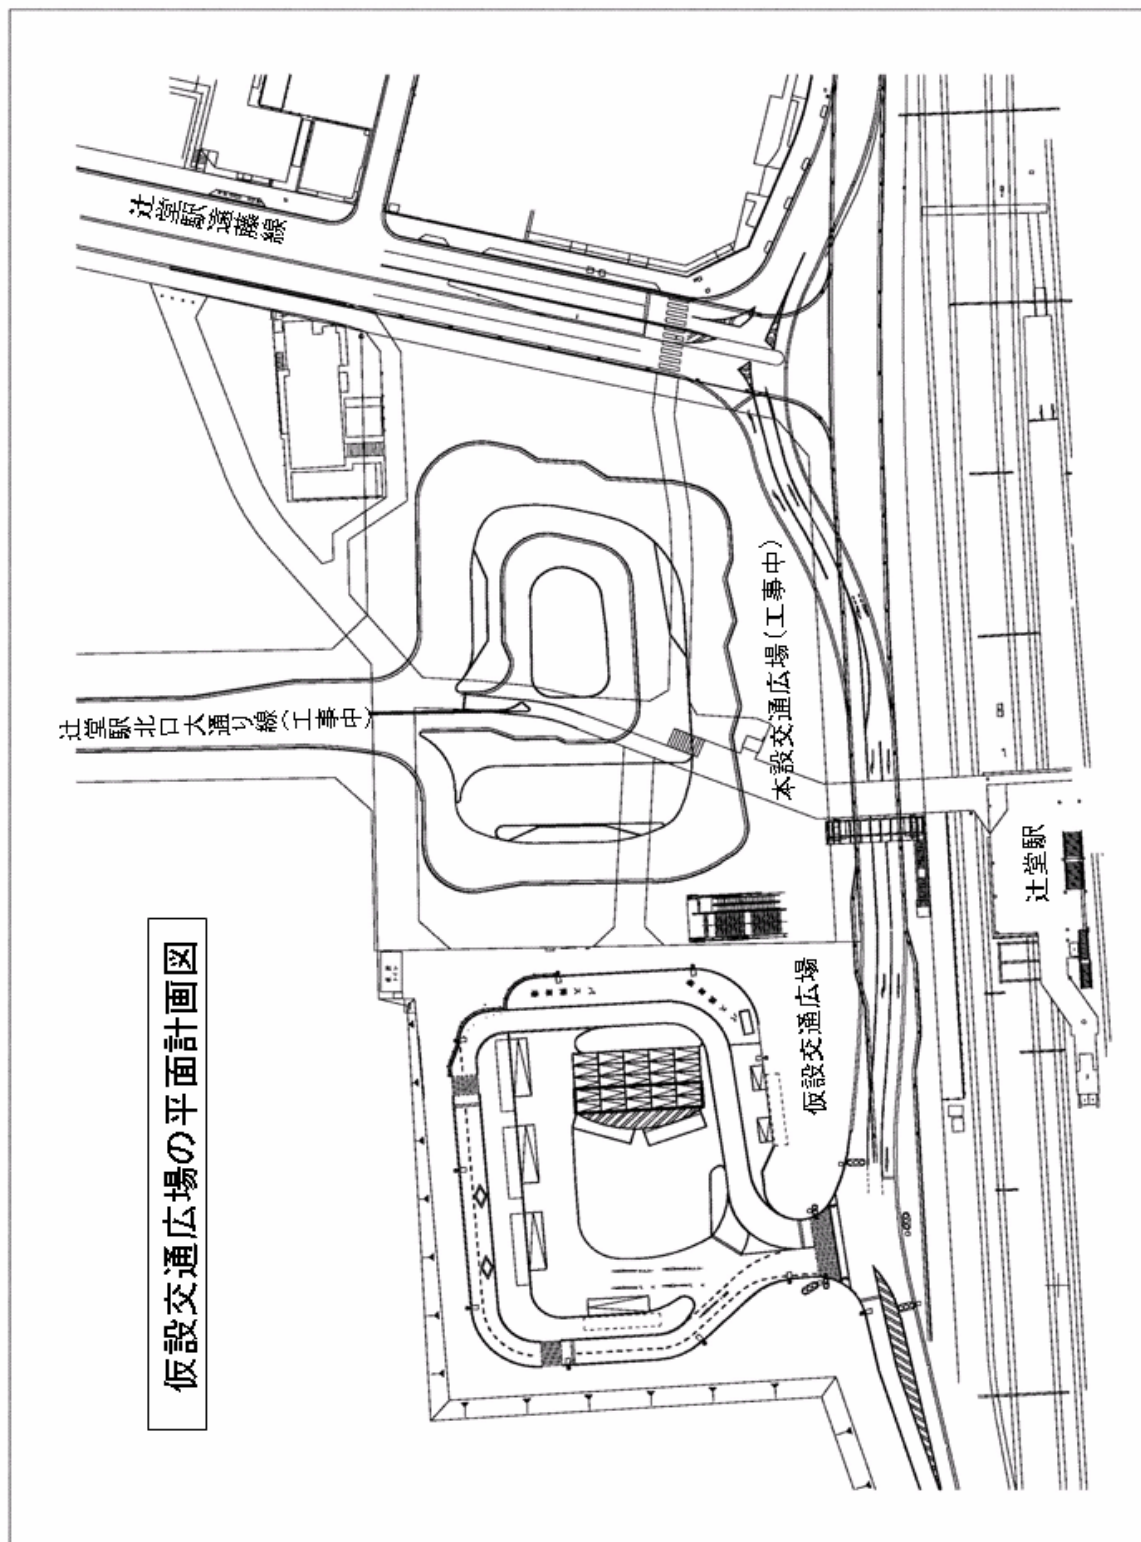 仮設交通広場の平面計画図
辻堂駅遠藤線
辻堂駅北口大通り線(工事中)
本設交通広場(工事中)
仮設交通広場
辻堂駅